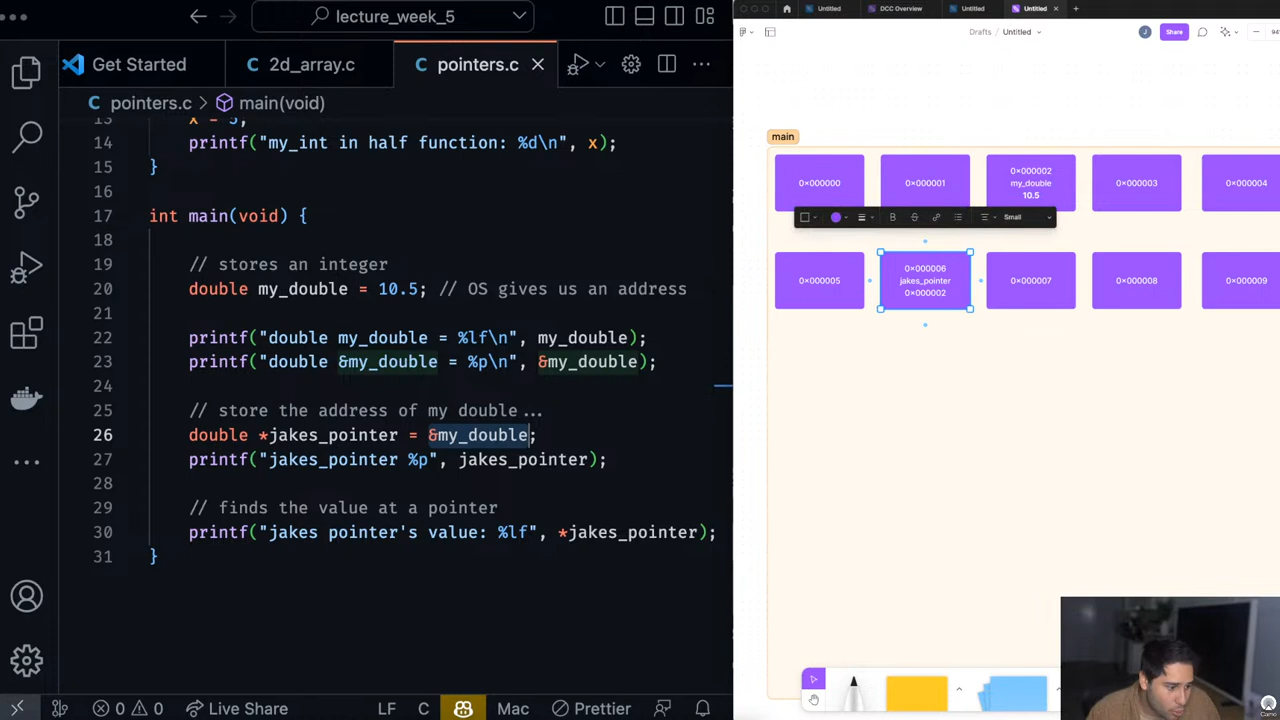 lecture_week_5
Get Started
2d_array.c
pointers.c
pointers.c > main(void)
13 x = 5;
14 printf("my_int in half function: %d\n", x);
15 }
16
17 int main(void) {
18
19 // stores an integer
20 double my_double = 10.5; // OS gives us an address
21
22 printf("double my_double = %lf\n", my_double);
23 printf("double &my_double = %p\n", &my_double);
24
25 // store the address of my double...
26 double *jakes_pointer = &my_double;
27 printf("jakes_pointer %p", jakes_pointer);
28
29 // finds the value at a pointer
30 printf("jakes pointer's value: %lf", *jakes_pointer);
31 }
0 0 LF C Mac Prettier
Live Share
Untitled
DCC Overview
Untitled
Untitled
Drafts / Untitled
J
Share
94
main
0×000000
0×000001
0×000002
my_double
10.5
0×000003
0×000004
B S Small
0×000005
0×000006
jakes_pointer
0×000002
0×000007
0×000008
0×000009
Camo